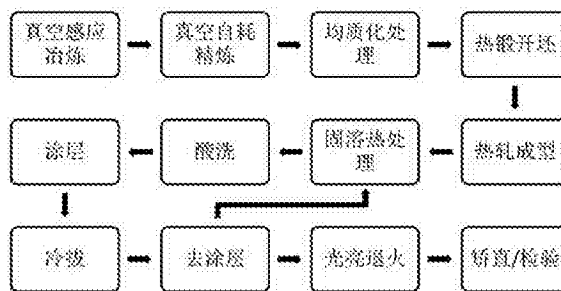 真空感应
冶炼
真空自耗
精炼
均质化处
理
热锻开坯
涂层
酸洗
固溶热处
理
热轧成型
冷拔
去涂层
光亮退火
矫直/检验